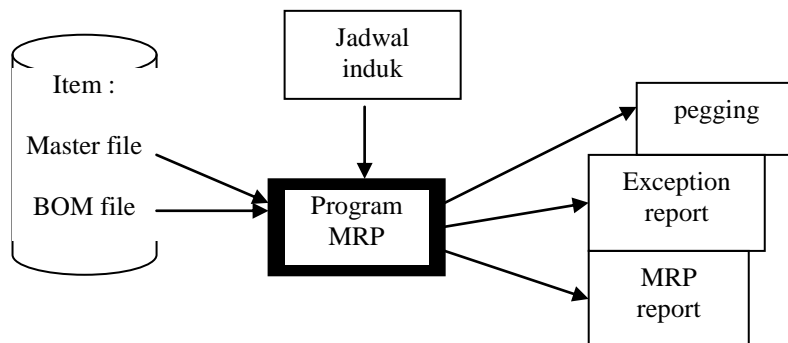 Item :
Master file
BOM file
Jadwal
induk
Program
MRP
pegging
Exception
report
MRP
report